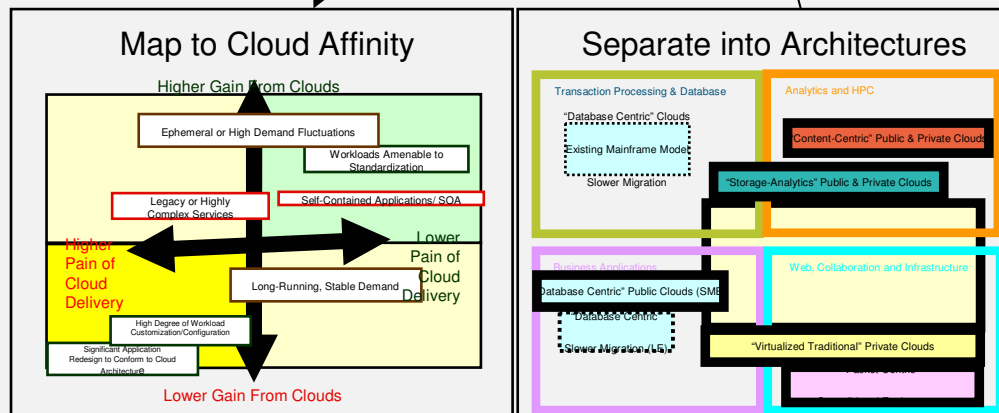 Map to Cloud Affinity
Higher Gain From Clouds
Ephemeral or High Demand Fluctuations
Workloads Amenable to
Standardization
Legacy or Highly
Complex Services
Self-Contained Applications/ SOA
Higher
Pain of
Cloud
Delivery
Lower
Pain of
Cloud
Delivery
Long-Running, Stable Demand
High Degree of Workload
Customization/Configuration
Significant Application
Redesign to Conform to Cloud
Architecture
Lower Gain From Clouds
Separate into Architectures
Transaction Processing & Database
"Database Centric" Clouds
Existing Mainframe Model
Slower Migration
Analytics and HPC
"Content-Centric" Public & Private Clouds
"Storage-Analytics" Public & Private Clouds
Business Applications
Database Centric" Public Clouds (SME
Database Centric
Slower Migration (LE)
Web, Collaboration and Infrastructure
"Virtualized Traditional" Private Clouds